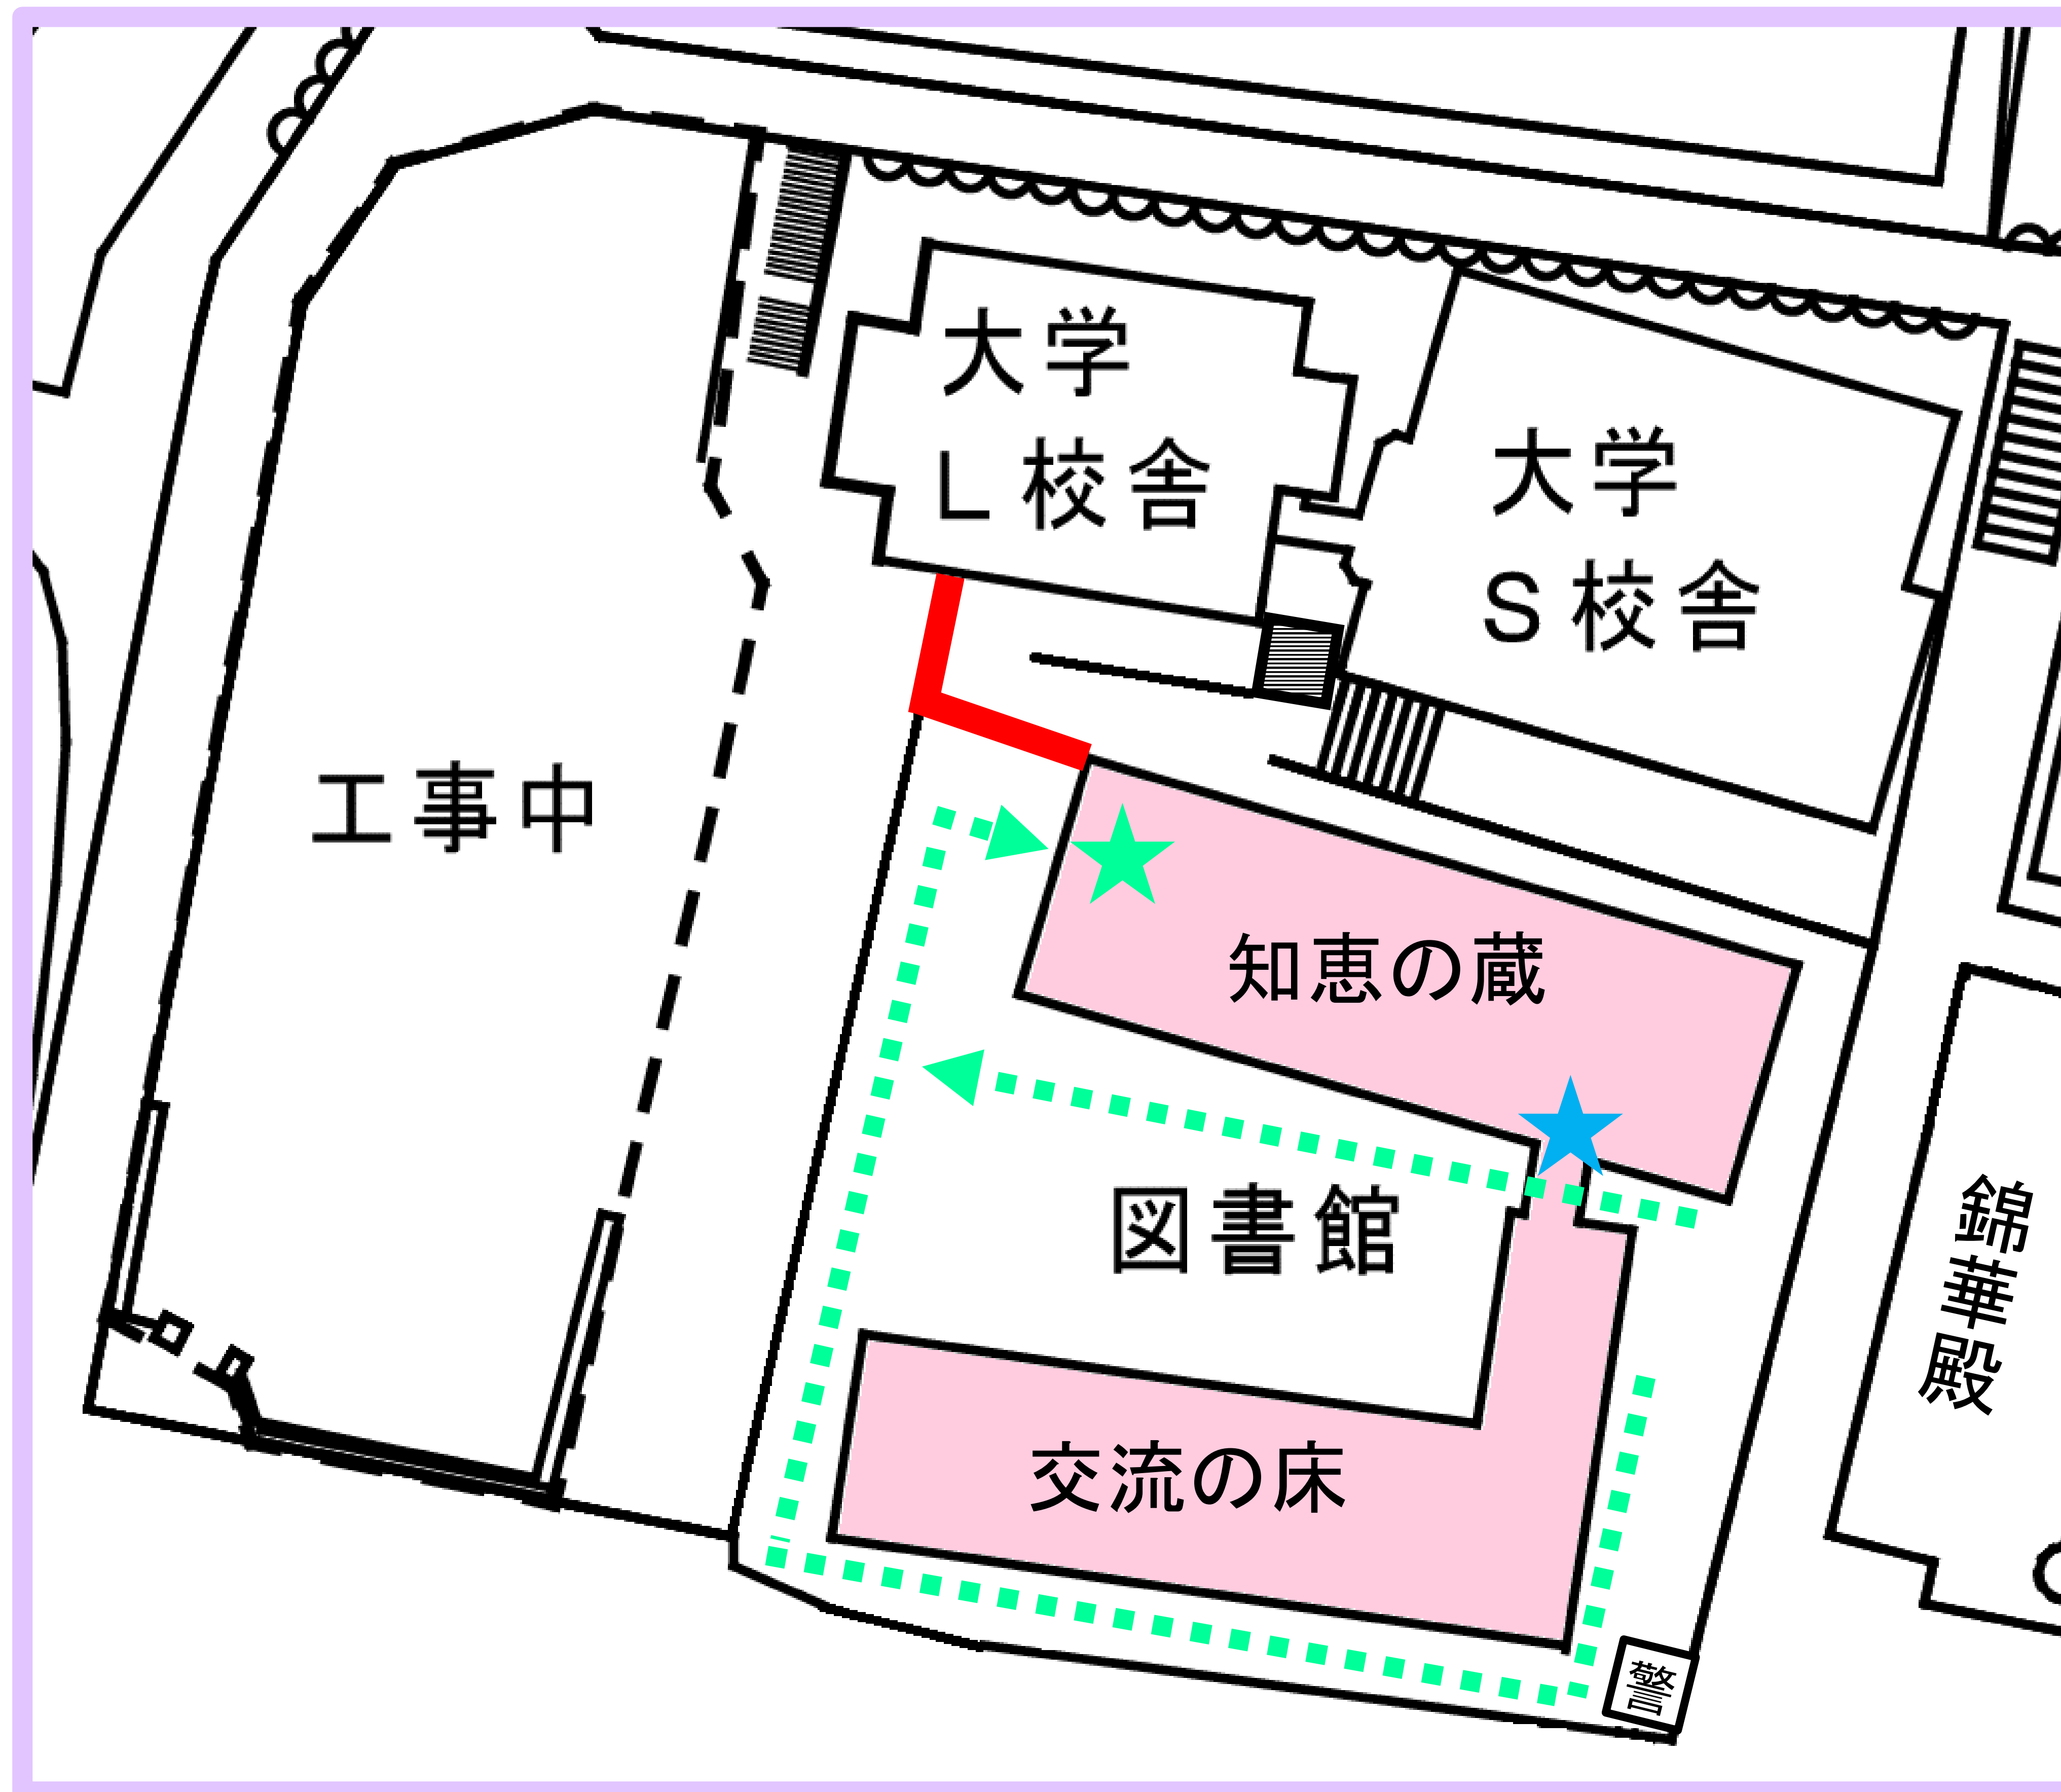 大学
L校舎
大学
S校舎
工事中
知恵の蔵
図書館
錦華殿
交流の床
警